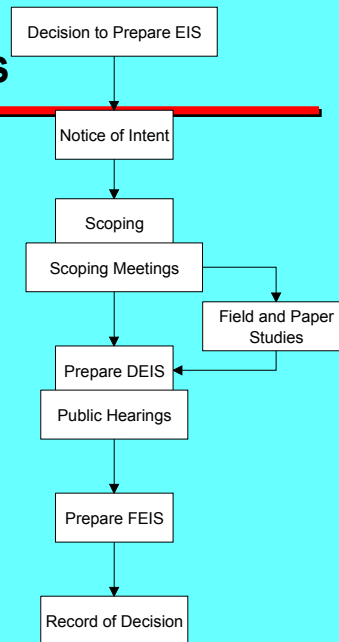 Decision to Prepare EIS
s
Notice of Intent
Scoping
Scoping Meetings
Field and Paper
Studies
Prepare DEIS
Public Hearings
Prepare FEIS
Record of Decision